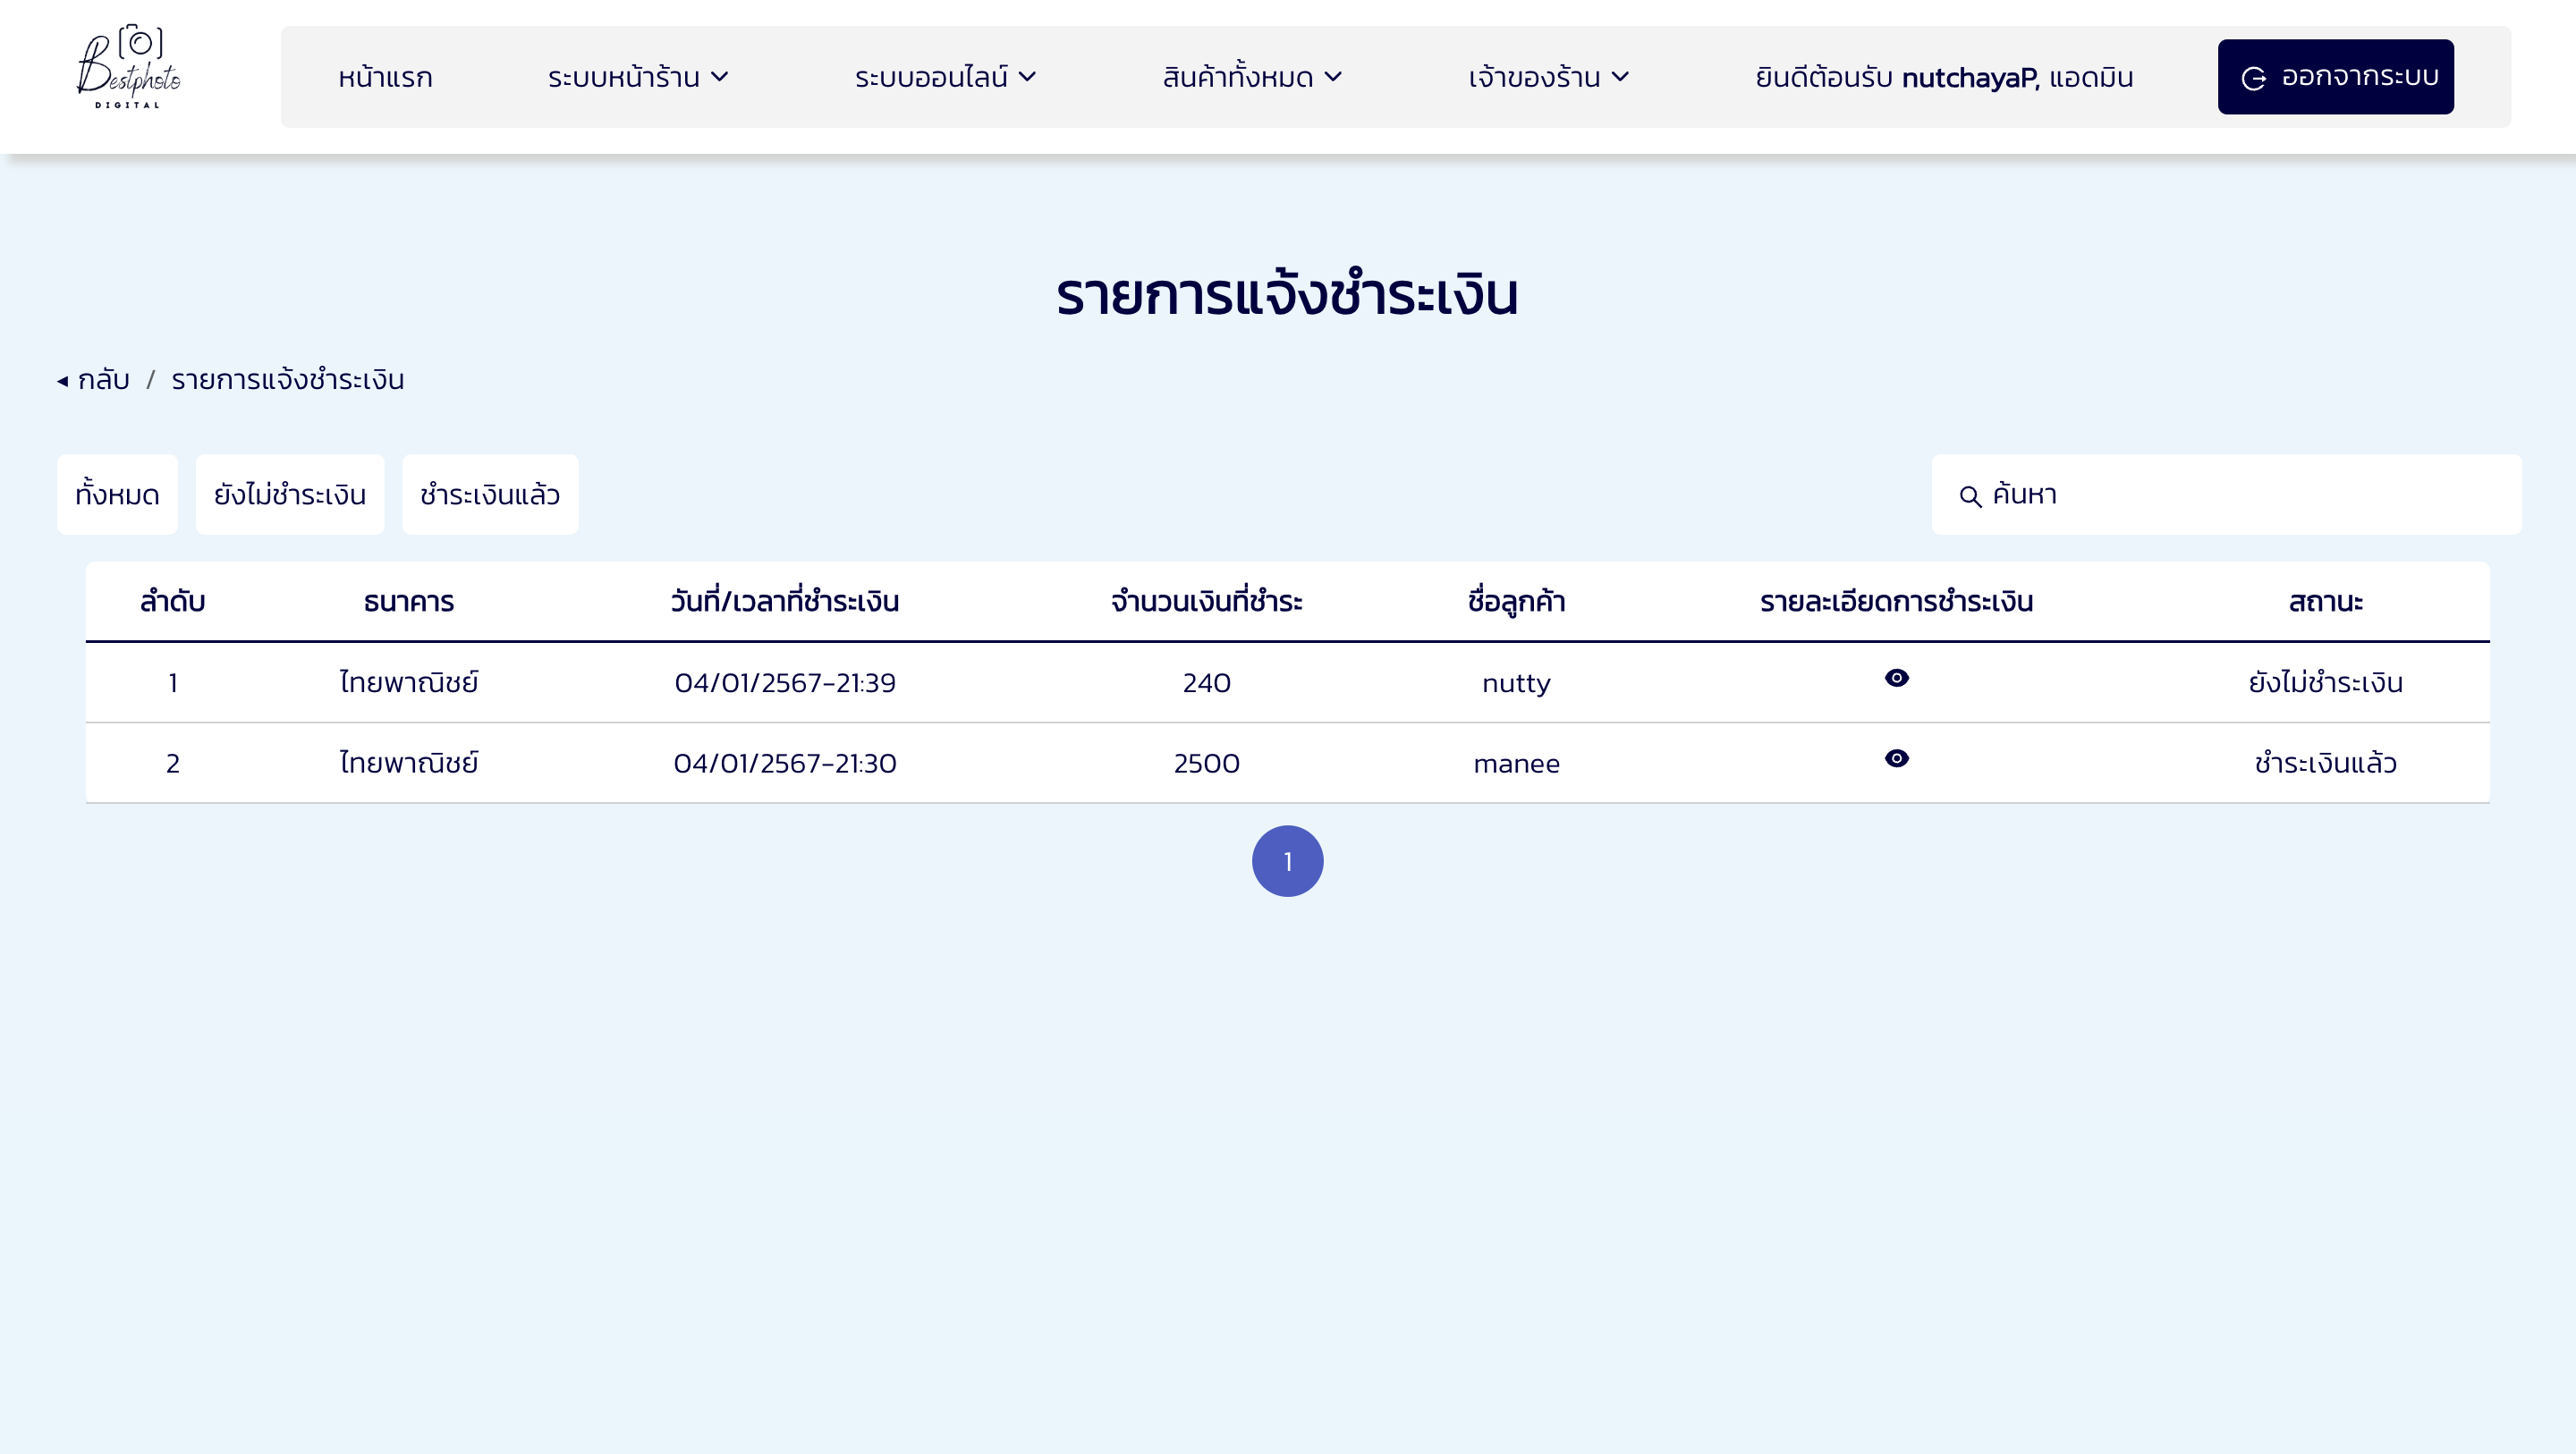 Bestphoto
DIGITAL
หน้าแรก ระบบหน้าร้าน ระบบออนไลน์ สินค้าทั้งหมด เจ้าของร้าน ยินดีต้อนรับ nutchayaP, แอดมิน ออกจากระบบ
รายการแจ้งชำระเงิน
◂ กลับ / รายการแจ้งชำระเงิน
ทั้งหมด ยังไม่ชำระเงิน ชำระเงินแล้ว ค้นหา
ลำดับ ธนาคาร วันที่/เวลาที่ชำระเงิน จำนวนเงินที่ชำระ ชื่อลูกค้า รายละเอียดการชำระเงิน สถานะ
1 ไทยพาณิชย์ 04/01/2567-21:39 240 nutty ยังไม่ชำระเงิน
2 ไทยพาณิชย์ 04/01/2567-21:30 2500 manee ชำระเงินแล้ว
1